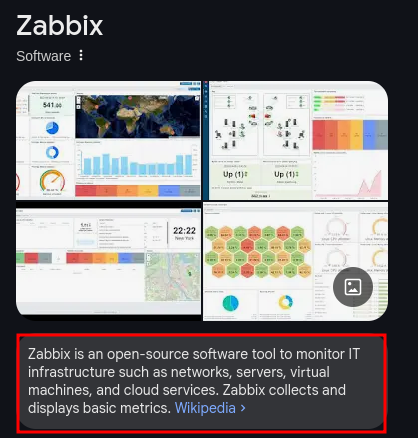 Zabbix
Software
541.00
Up (1)
Up (1)
22:22
New York
Zabbix is an open-source software tool to monitor IT
infrastructure such as networks, servers, virtual
machines, and cloud services. Zabbix collects and
displays basic metrics. Wikipedia >